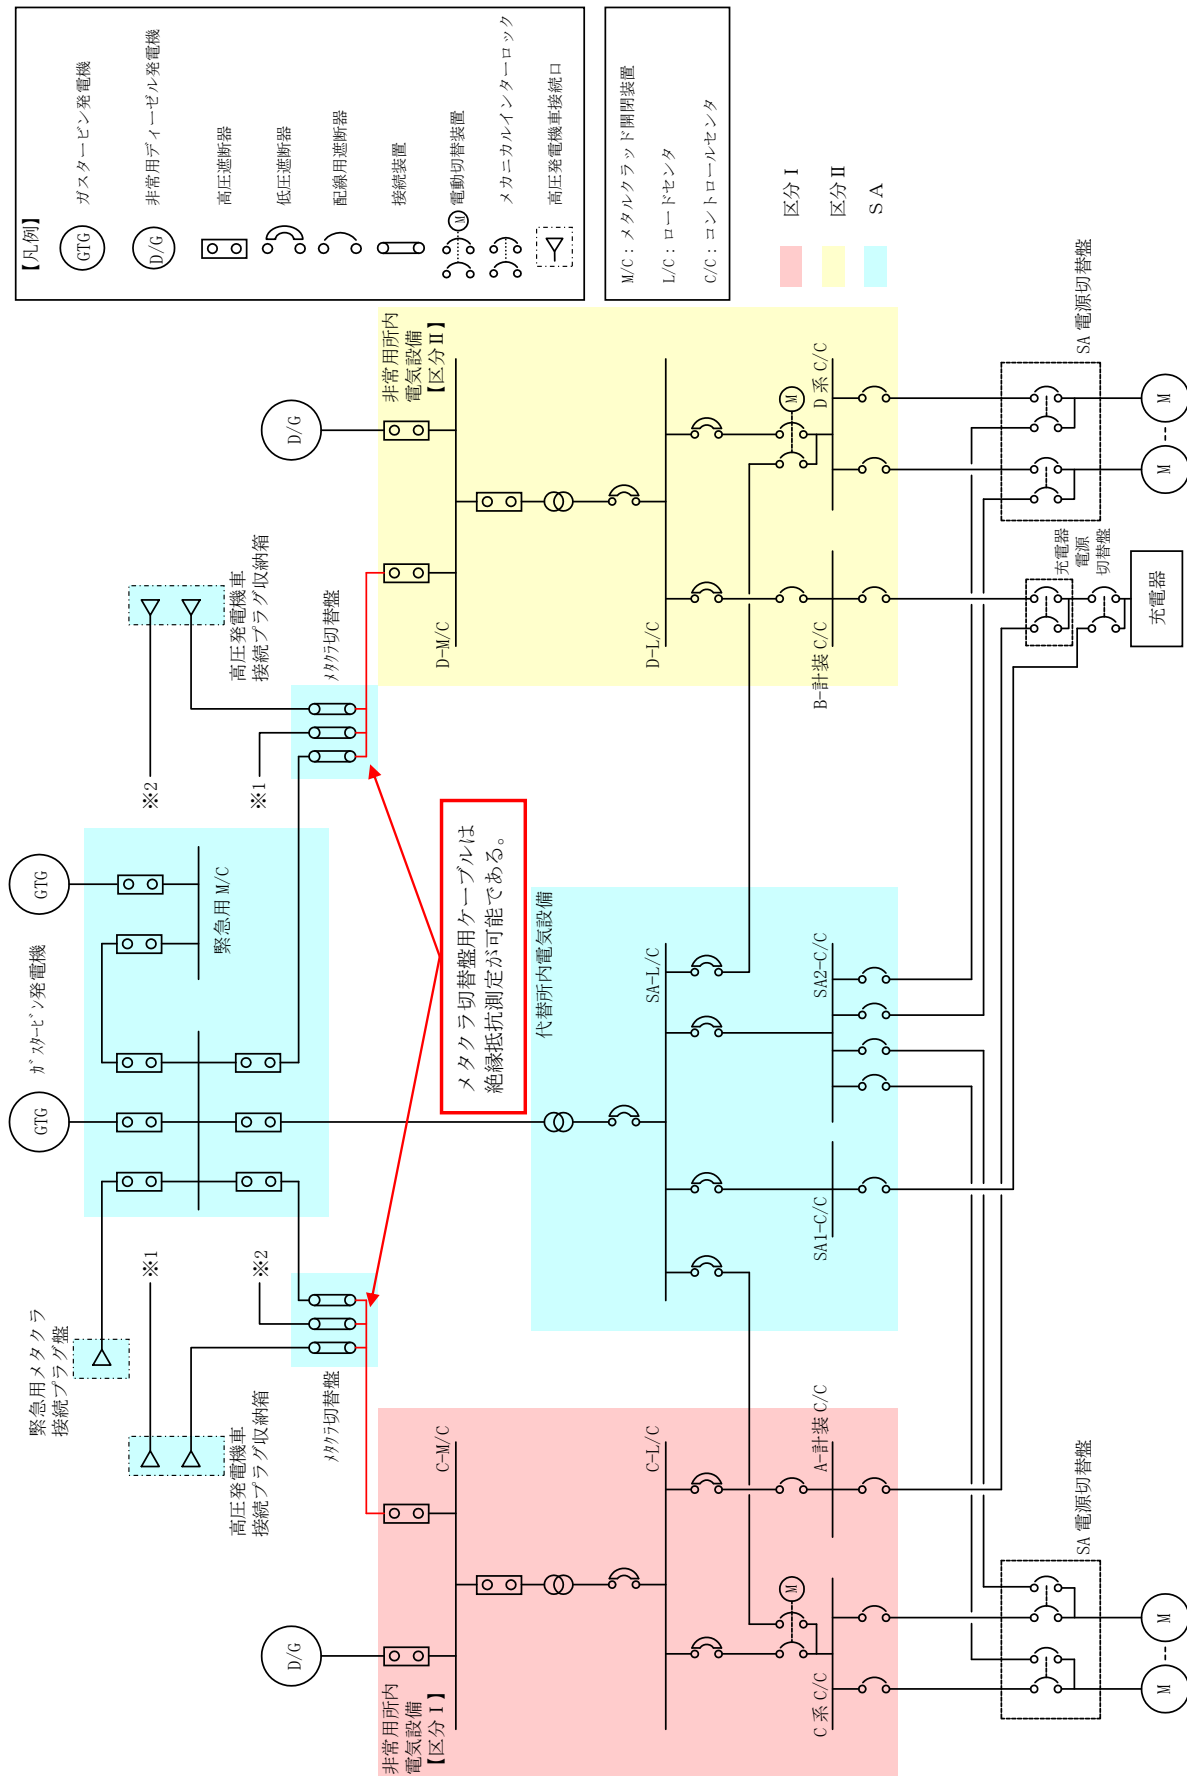 【凡例】
GTG
ガスタービン発電機
D/G
非常用ディーゼル発電機
高圧遮断器
低圧遮断器
配線用遮断器
接続装置
M
電動切替装置
メカニカルインターロック
高圧発電機車接続口
M/C：メタルクラッド開閉装置
L/C：ロードセンタ
C/C：コントロールセンタ
区分Ⅰ
区分Ⅱ
ＳＡ
緊急用メタクラ
接続プラグ盤
GTG
ｶﾞｽﾀｰﾋﾞﾝ発電機
GTG
緊急用 M/C
※1
※2
高圧発電機車
接続プラグ収納箱
ﾒﾀｸﾗ切替盤
※2
※1
高圧発電機車
接続プラグ収納箱
ﾒﾀｸﾗ切替盤
メタクラ切替盤用ケーブルは
絶縁抵抗測定が可能である。
D/G
非常用所内
電気設備
【区分Ⅰ】
C-M/C
C-L/C
M
C 系 C/C
A-計装 C/C
代替所内電気設備
SA-L/C
SA1-C/C
SA2-C/C
D/G
非常用所内
電気設備
【区分Ⅱ】
D-M/C
D-L/C
M
B-計装 C/C
D 系 C/C
SA 電源切替盤
M
M
充電器
電源
切替盤
充電器
SA 電源切替盤
M
M